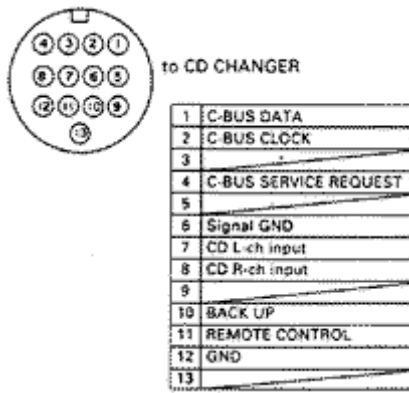 4 3 2 1
8 7 6 5
12 11 10 9
13
to CD CHANGER
1 C-BUS DATA
2 C-BUS CLOCK
3
4 C-BUS SERVICE REQUEST
5
6 Signal GND
7 CD L-ch input
8 CD R-ch input
9
10 BACK UP
11 REMOTE CONTROL
12 GND
13